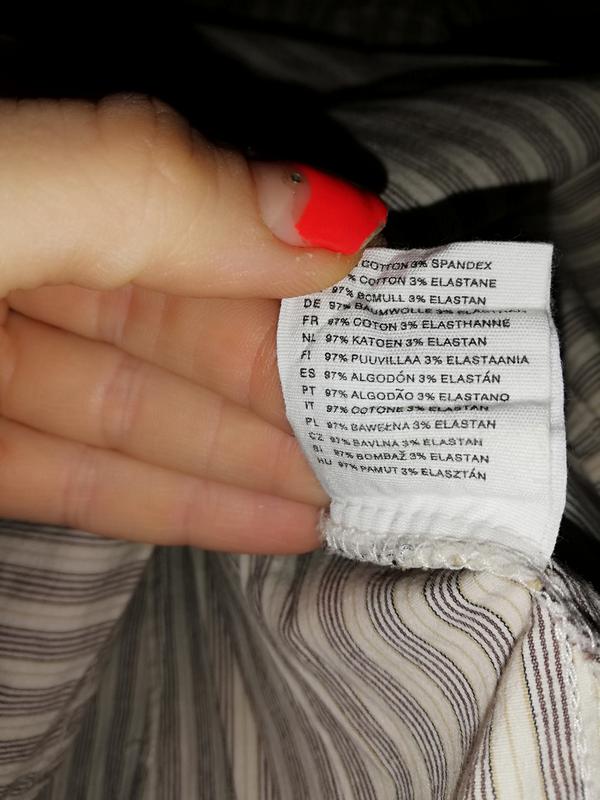 COTTON 3% SPANDEX
COTTON 3% ELASTANE
97% BOMULL 3% ELASTAN
DE 97% BAUMWOLLE 3% ELASTHAN
FR 97% COTON 3% ELASTHANNE
NL 97% KATOEN 3% ELASTAN
FI 97% PUUVILLAA 3% ELASTAANIA
ES 97% ALGODÓN 3% ELASTÁN
PT 97% ALGODÃO 3% ELASTANO
IT 97% COTONE 3% ELASTAN
PL 97% BAWEŁNA 3% ELASTAN
CZ 97% BAVLNA 3% ELASTAN
SI 97% BOMBAŽ 3% ELASTAN
HU 97% PAMUT 3% ELASZTÁN